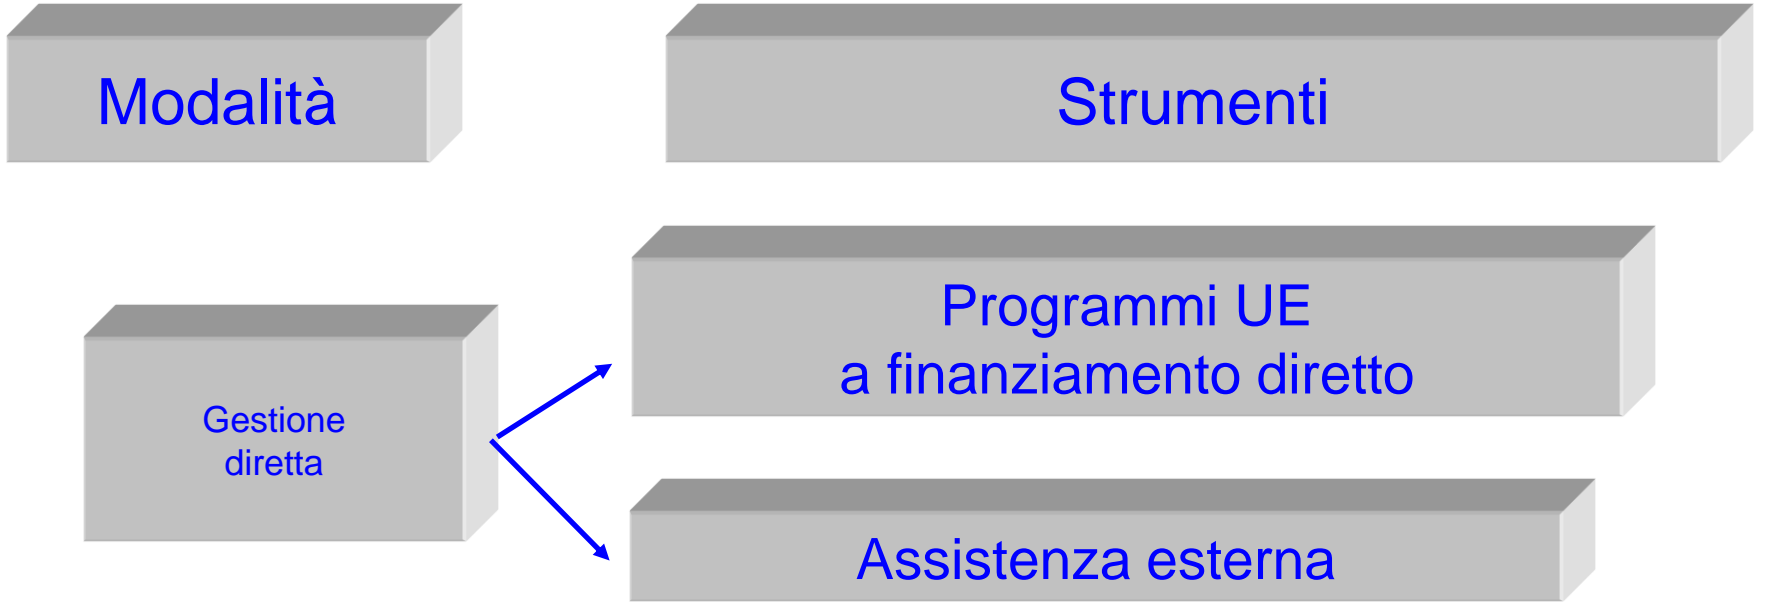 Modalità
Strumenti
Programmi UE
a finanziamento diretto
Gestione
diretta
Assistenza esterna